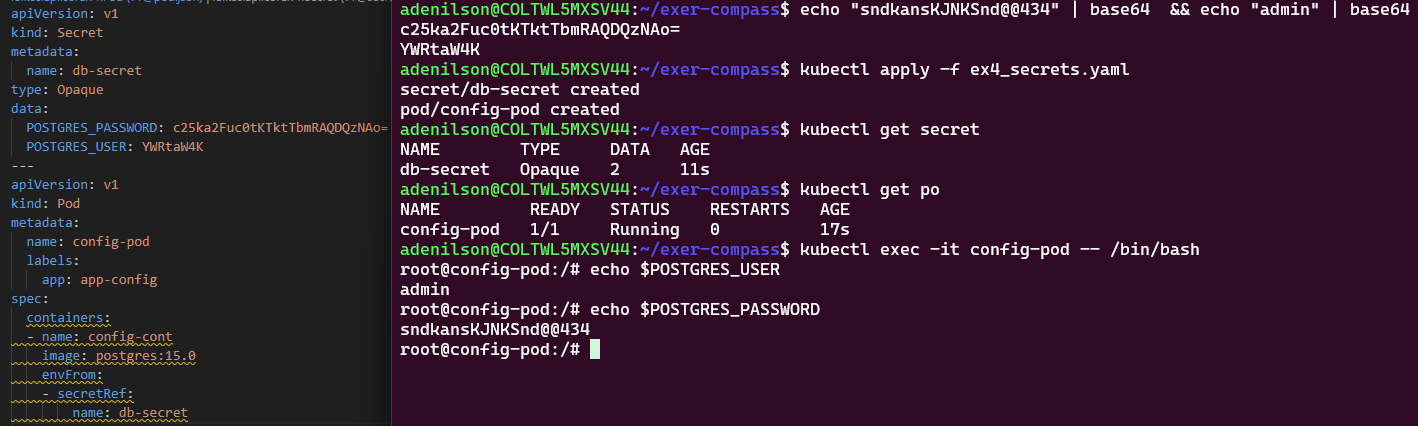 apiVersion: v1
kind: Secret
metadata:
name: db-secret
type: Opaque
data:
POSTGRES_PASSWORD: c25ka2Fuc0tKTktTbmRAQDQzNAo=
POSTGRES_USER: YWRtaW4K
---
apiVersion: v1
kind: Pod
metadata:
name: config-pod
labels:
app: app-config
spec:
containers:
- name: config-cont
image: postgres:15.0
envFrom:
- secretRef:
name: db-secret
adenilson@COLTWL5MXSV44:~/exer-compass$ echo "sndkansKJNKSnd@@434" | base64  && echo "admin" | base64
c25ka2Fuc0tKTktTbmRAQDQzNAo=
YWRtaW4K
adenilson@COLTWL5MXSV44:~/exer-compass$ kubectl apply -f ex4_secrets.yaml
secret/db-secret created
pod/config-pod created
adenilson@COLTWL5MXSV44:~/exer-compass$ kubectl get secret
NAME        TYPE     DATA   AGE
db-secret   Opaque   2      11s
adenilson@COLTWL5MXSV44:~/exer-compass$ kubectl get po
NAME         READY   STATUS    RESTARTS   AGE
config-pod   1/1     Running   0          17s
adenilson@COLTWL5MXSV44:~/exer-compass$ kubectl exec -it config-pod -- /bin/bash
root@config-pod:/# echo $POSTGRES_USER
admin
root@config-pod:/# echo $POSTGRES_PASSWORD
sndkansKJNKSnd@@434
root@config-pod:/#